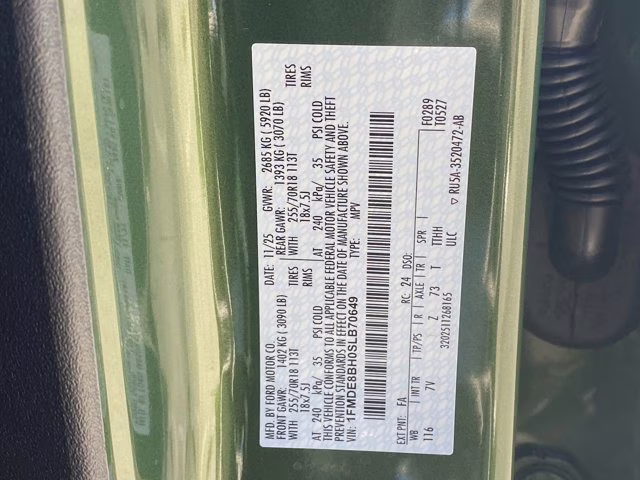 MFD. BY FORD MOTOR CO.
DATE: 11/25 GVWR: 2685 KG ( 5920 LB)
FRONT GAWR: 1402 KG ( 3090 LB) REAR GAWR: 1393 KG ( 3070 LB)
WITH 255/70R18 113T TIRES WITH 255/70R18 113T TIRES
18x7.5J RIMS 18x7.5J RIMS
AT 240 kPa/ 35 PSI COLD AT 240 kPa/ 35 PSI COLD
THIS VEHICLE CONFORMS TO ALL APPLICABLE FEDERAL MOTOR VEHICLE SAFETY AND THEFT
PREVENTION STANDARDS IN EFFECT ON THE DATE OF MANUFACTURE SHOWN ABOVE.
VIN: 1FMDE8BH0SLB70649 TYPE: MPV
F0289
T0527
EXT PNT: FA RC: 24 DSO:
WB | INT TR | TP/PS | R | AXLE | TR | SPR |
116 7V Z 73 T TTHH
ULC
3202511268165 ▽ RU5A-3520472-AB